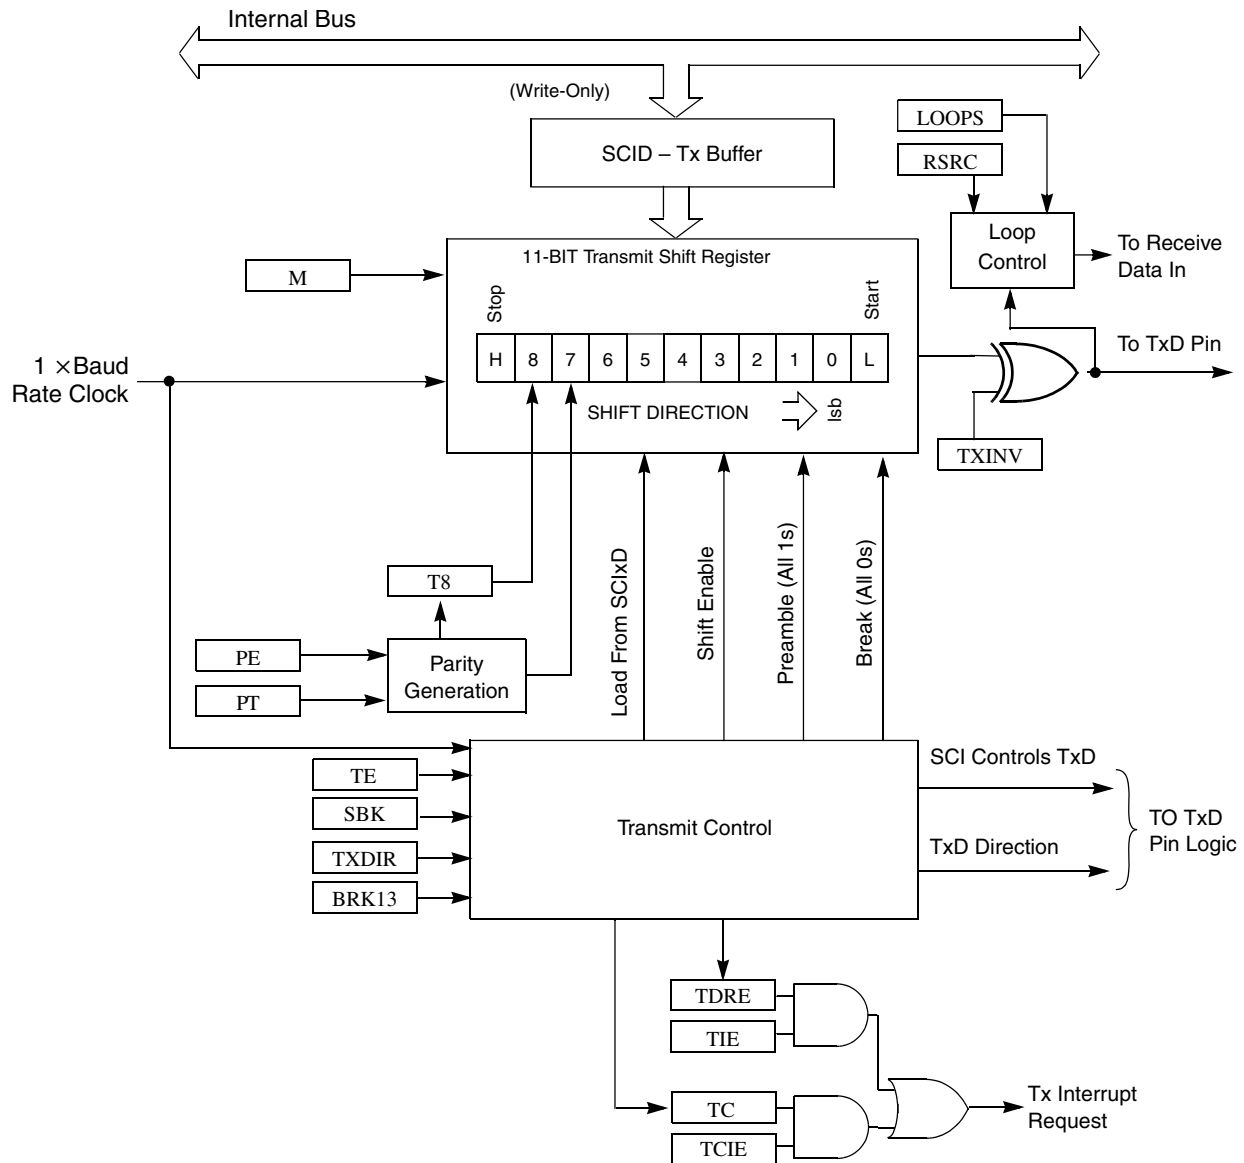 Internal Bus
(Write-Only)
LOOPS
SCID – Tx Buffer
RSRC
Loop
Control
To Receive
Data In
11-BIT Transmit Shift Register
M
Stop
Start
H 8 7 6 5 4 3 2 1 0 L
To TxD Pin
1 ×Baud
Rate Clock
SHIFT DIRECTION
lsb
TXINV
Load From SCIxD
Shift Enable
Preamble (All 1s)
Break (All 0s)
T8
PE
Parity
Generation
PT
SCI Controls TxD
TE
SBK
Transmit Control
TO TxD
Pin Logic
TXDIR
TxD Direction
BRK13
TDRE
TIE
TC
Tx Interrupt
Request
TCIE